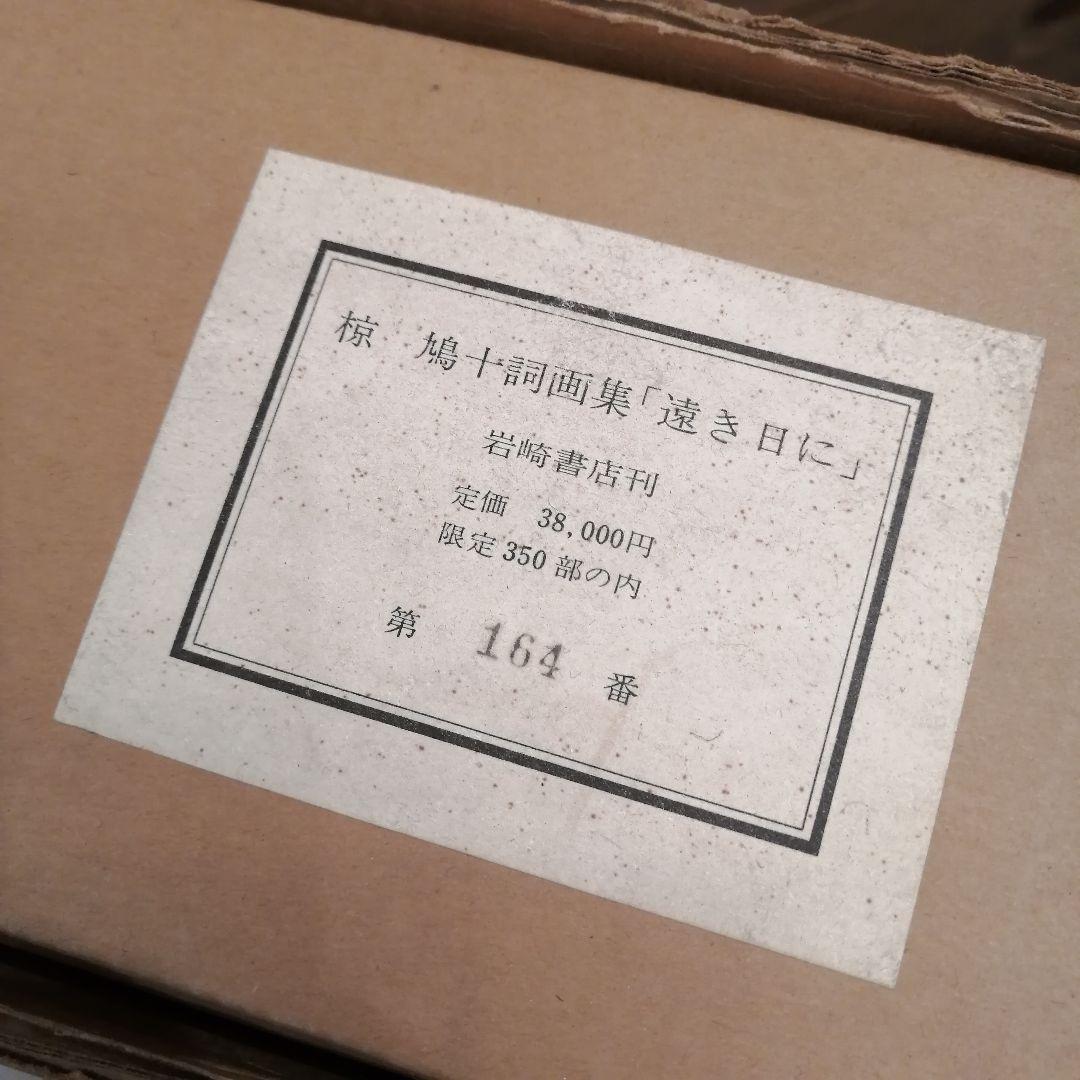 椋 鳩十詞画集「遠き日に」
岩崎書店刊
定価 38,000円
限定350部の内
第 164 番